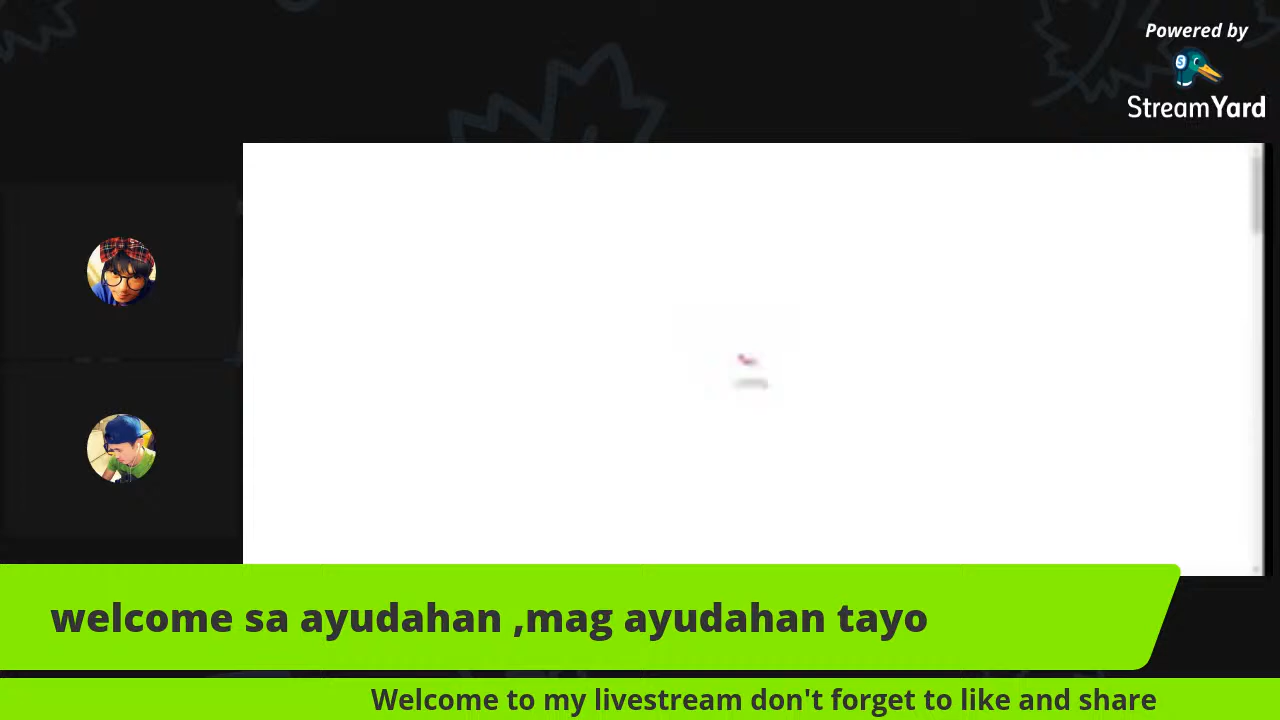 Powered by
StreamYard
welcome sa ayudahan ,mag ayudahan tayo
Welcome to my livestream don't forget to like and share